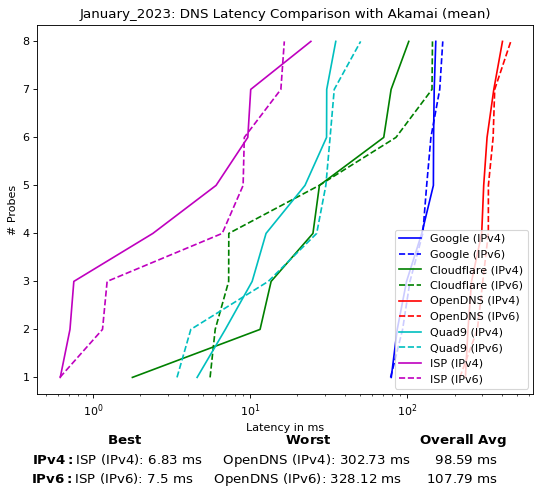 January_2023: DNS Latency Comparison with Akamai (mean)
8
7
6
5
4
3
2
1
# Probes
Google (IPv4)
Google (IPv6)
Cloudflare (IPv4)
Cloudflare (IPv6)
OpenDNS (IPv4)
OpenDNS (IPv6)
Quad9 (IPv4)
Quad9 (IPv6)
ISP (IPv4)
ISP (IPv6)
10⁰ 10¹ 10²
Latency in ms
Best Worst Overall Avg
IPv4: ISP (IPv4): 6.83 ms OpenDNS (IPv4): 302.73 ms 98.59 ms
IPv6: ISP (IPv6): 7.5 ms OpenDNS (IPv6): 328.12 ms 107.79 ms